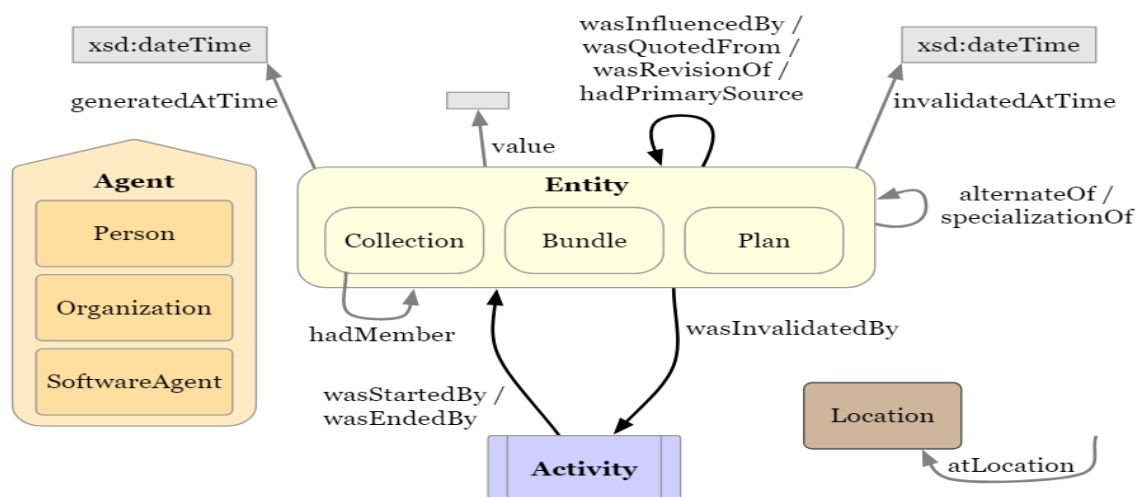 xsd:dateTime
wasInfluencedBy /
wasQuotedFrom /
wasRevisionOf /
hadPrimarySource
xsd:dateTime
generatedAtTime
value
invalidatedAtTime
Agent
Person
Organization
SoftwareAgent
Entity
Collection
Bundle
Plan
alternateOf /
specializationOf
hadMember
wasInvalidatedBy
wasStartedBy /
wasEndedBy
Activity
Location
atLocation